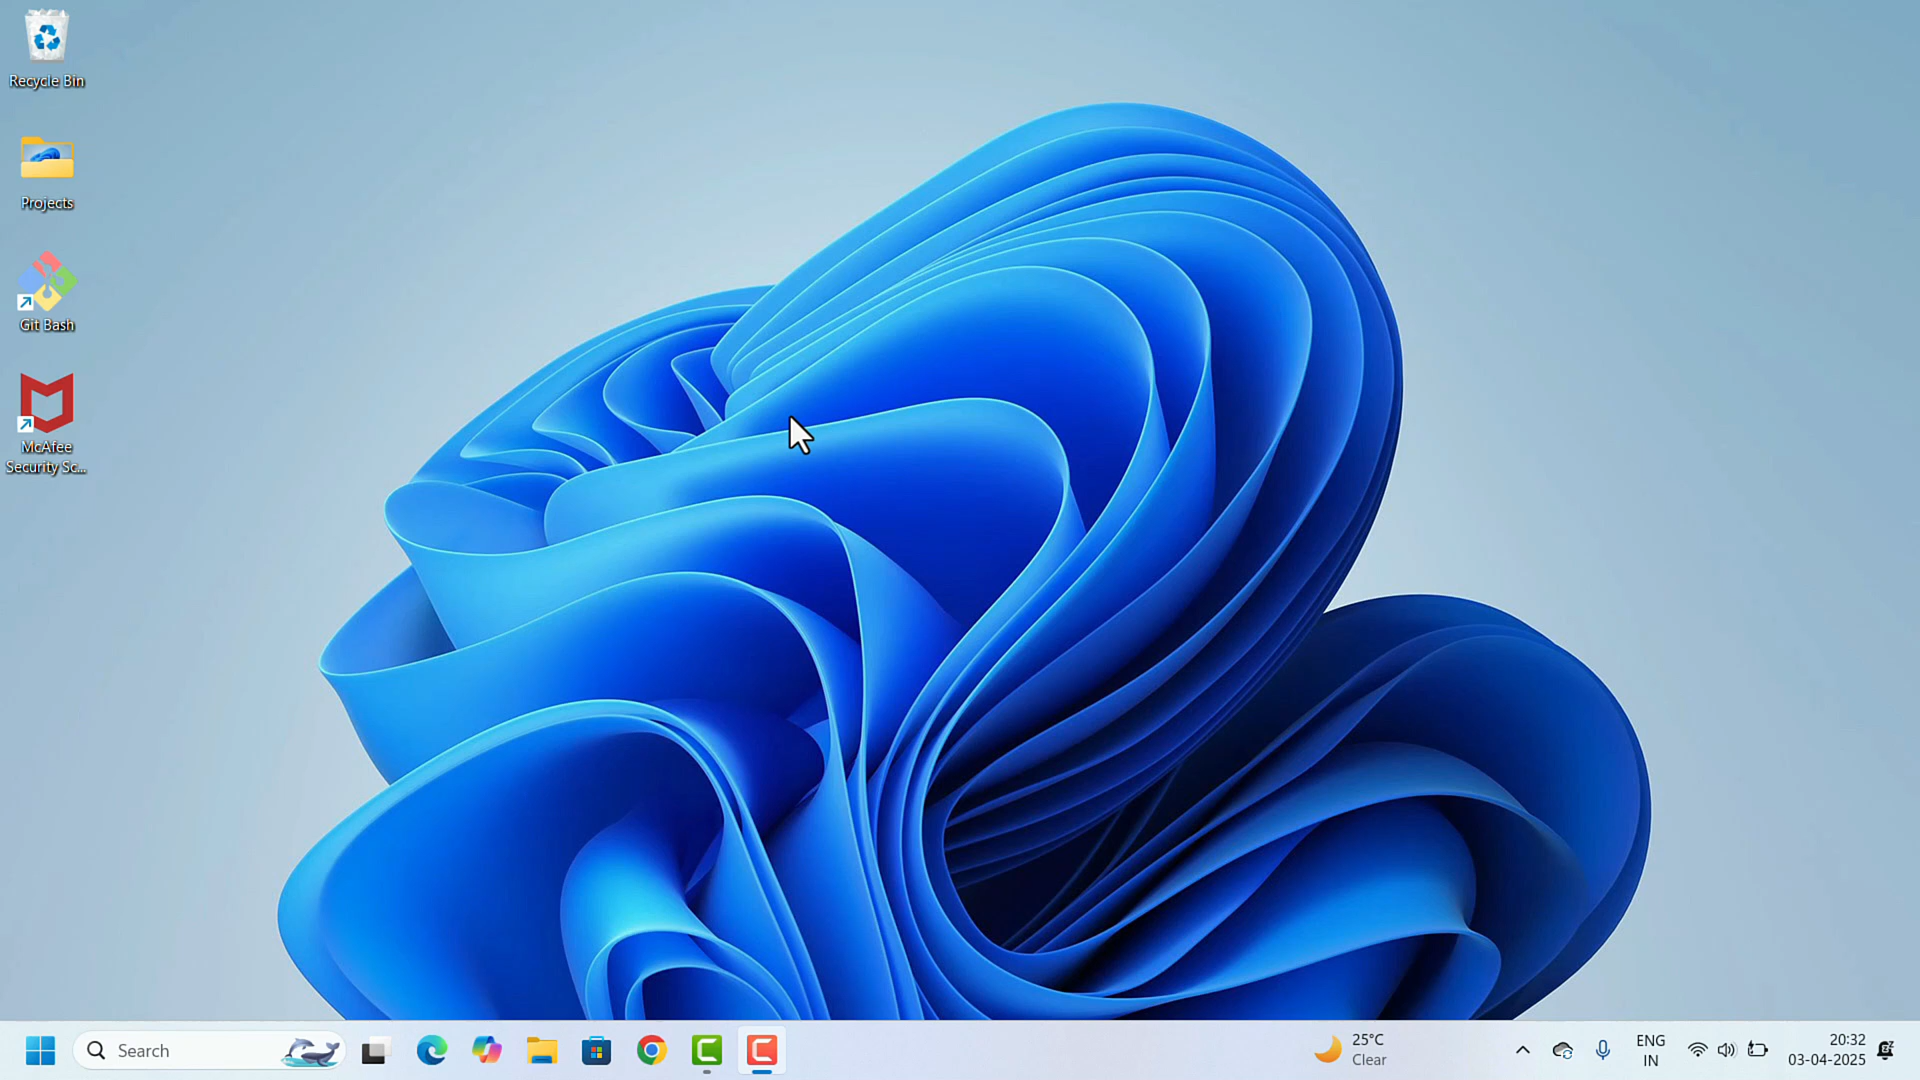 Recycle Bin
Projects
Git Bash
McAfee
Security Sc...
Search
25°C
Clear
ENG
IN
20:32
03-04-2025